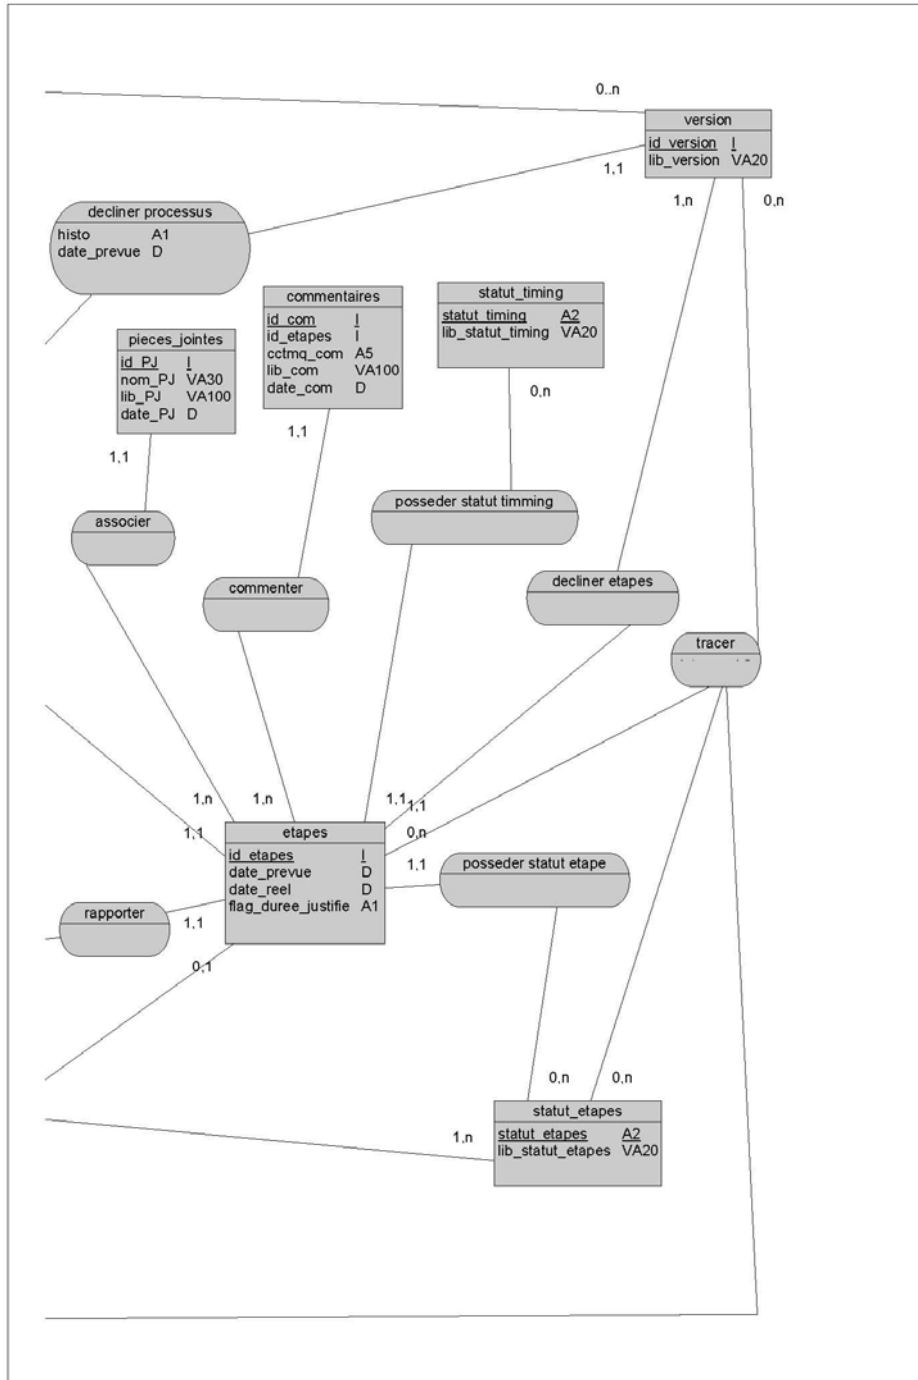 0..n
version
id_version I
lib_version VA20
1,1
1,n
0,n
decliner processus
histo A1
date_prevue D
commentaires
id_com I
id_etapes I
cctmq_com A5
lib_com VA100
date_com D
statut_timing
statut_timing A2
lib_statut_timing VA20
pieces_jointes
id_PJ I
nom_PJ VA30
lib_PJ VA100
date_PJ D
0,n
1,1
1,1
posseder statut timming
associer
commenter
decliner etapes
tracer
1,n
1,n
1,1
1,1
1,1
0,n
etapes
id_etapes I
date_prevue D
date_reel D
flag_duree_justifie A1
1,1
posseder statut etape
rapporter
1,1
0,1
0,n
0,n
statut_etapes
statut_etapes A2
lib_statut_etapes VA20
1,n